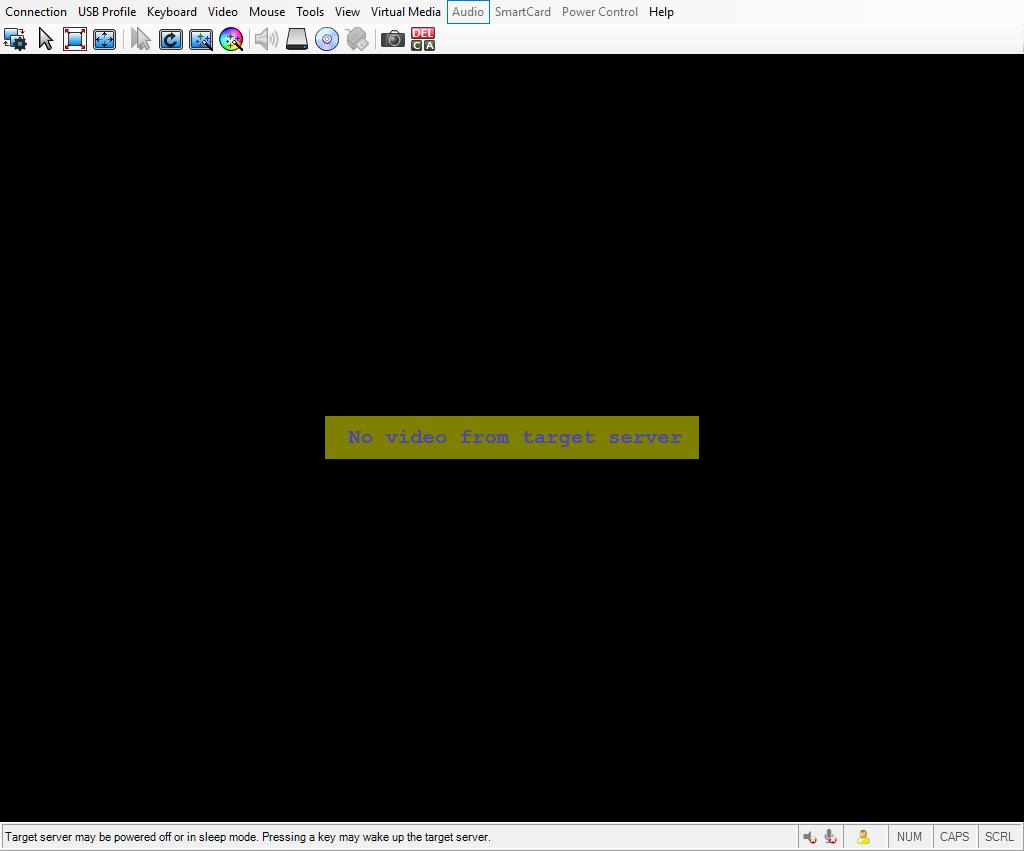 Connection USB Profile Keyboard Video Mouse Tools View Virtual Media Audio SmartCard Power Control Help
DEL
C A
No video from target server
Target server may be powered off or in sleep mode. Pressing a key may wake up the target server. NUM CAPS SCRL